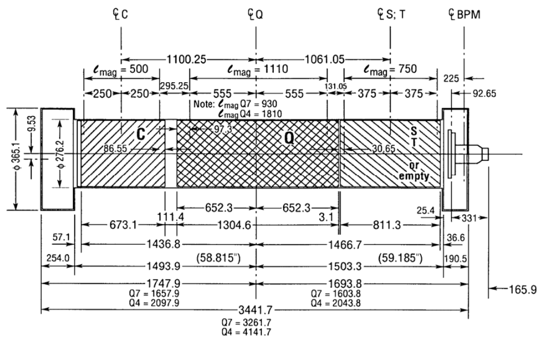 ℄ C ℄ Q ℄ S; T ℄ BPM
1100.25 1061.05
ℓmag = 500 ℓmag = 1110 ℓmag = 750
295.25 131.05 225
250 250 555 555 375 375 92.65
Note: ℓmag Q7 = 930
ℓmag Q4 = 1810
9.53
ϕ 365.1
ϕ 276.2
C 97.3 Q S
T
or
empty
86.55 30.65
652.3 652.3
111.4 3.1 25.4 331
673.1 1304.6 811.3
57.1 1436.8 1466.7 36.6
254.0 1493.9 (58.815") 1503.3 (59.185") 190.5
1747.9 1693.8 165.9
Q7 = 1657.9 Q7 = 1603.8
Q4 = 2097.9 Q4 = 2043.8
3441.7
Q7 = 3261.7
Q4 = 4141.7